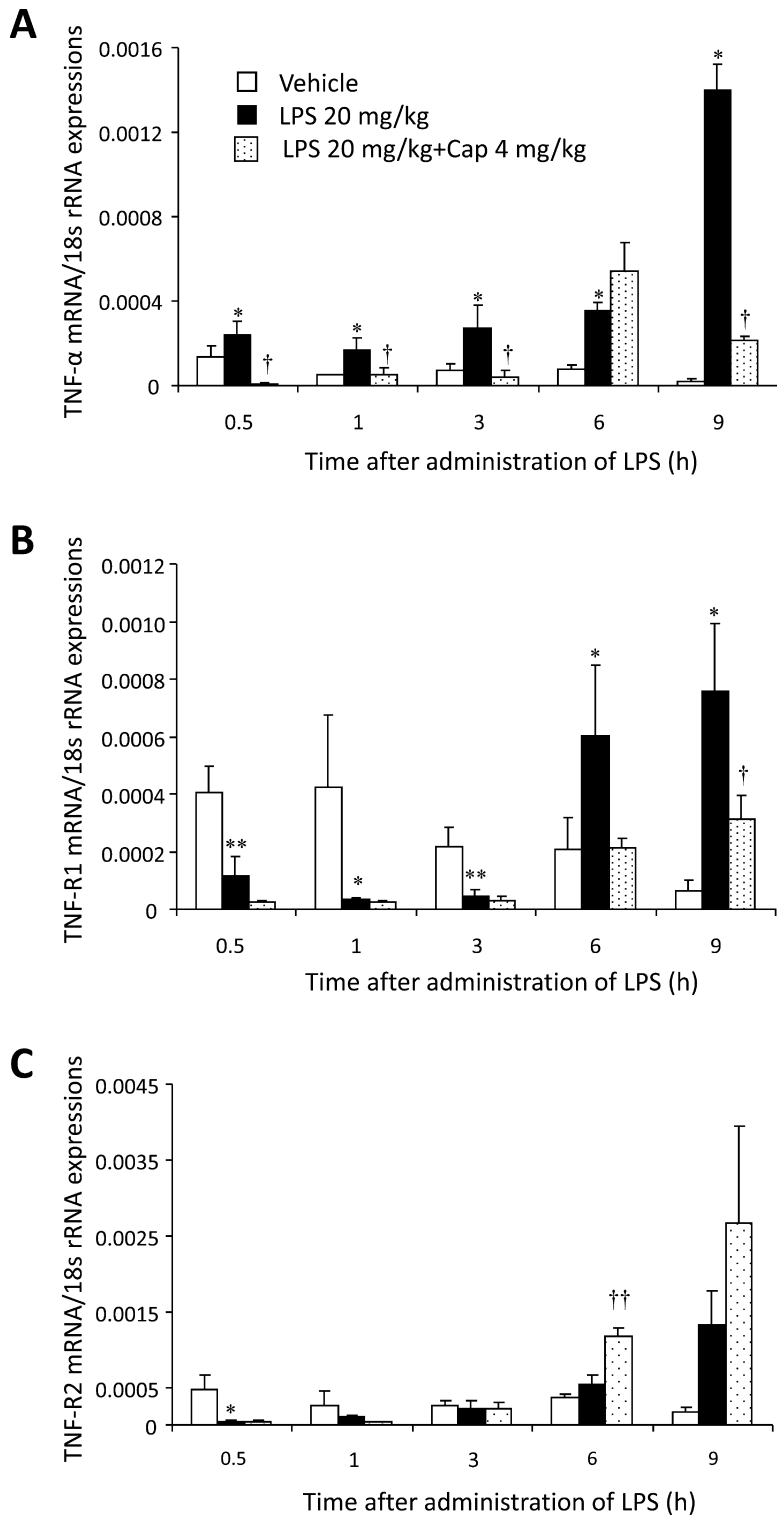 A
TNF-α mRNA/18s rRNA expressions
0.0016
0.0012
0.0008
0.0004
0
Vehicle
LPS 20 mg/kg
LPS 20 mg/kg+Cap 4 mg/kg
* † * † * † * * †
0.5 1 3 6 9
Time after administration of LPS (h)
B
TNF-R1 mRNA/18s rRNA expressions
0.0012
0.0010
0.0008
0.0006
0.0004
0.0002
0
** * ** * * †
0.5 1 3 6 9
Time after administration of LPS (h)
C
TNF-R2 mRNA/18s rRNA expressions
0.0045
0.0035
0.0025
0.0015
0.0005
0
* ††
0.5 1 3 6 9
Time after administration of LPS (h)